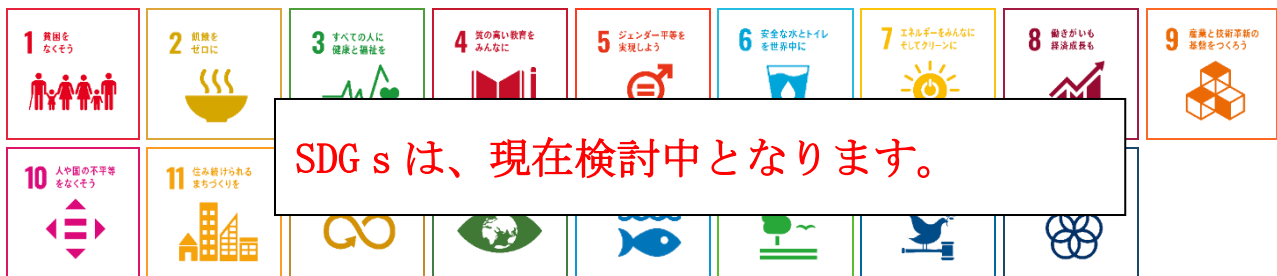 1 貧困を
なくそう
2 飢餓を
ゼロに
3 すべての人に
健康と福祉を
4 質の高い教育を
みんなに
5 ジェンダー平等を
実現しよう
6 安全な水とトイレ
を世界中に
7 エネルギーをみんなに
そしてクリーンに
8 働きがいも
経済成長も
9 産業と技術革新の
基盤をつくろう
SDGsは、現在検討中となります。
10 人や国の不平等
をなくそう
11 住み続けられる
まちづくりを